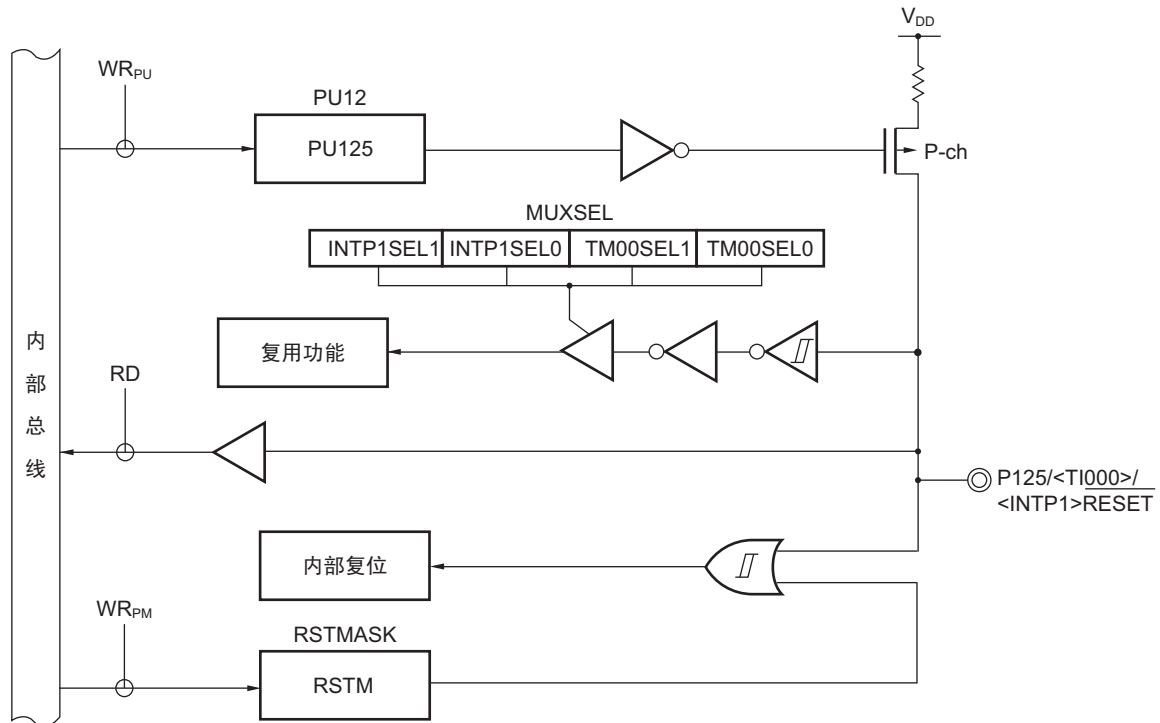 VDD
WRPU
PU12
PU125
P-ch
MUXSEL
INTP1SEL1 INTP1SEL0 TM00SEL1 TM00SEL0
内部总线
复用功能
RD
P125/<TI000>/
<INTP1>RESET
内部复位
WRPM
RSTMASK
RSTM